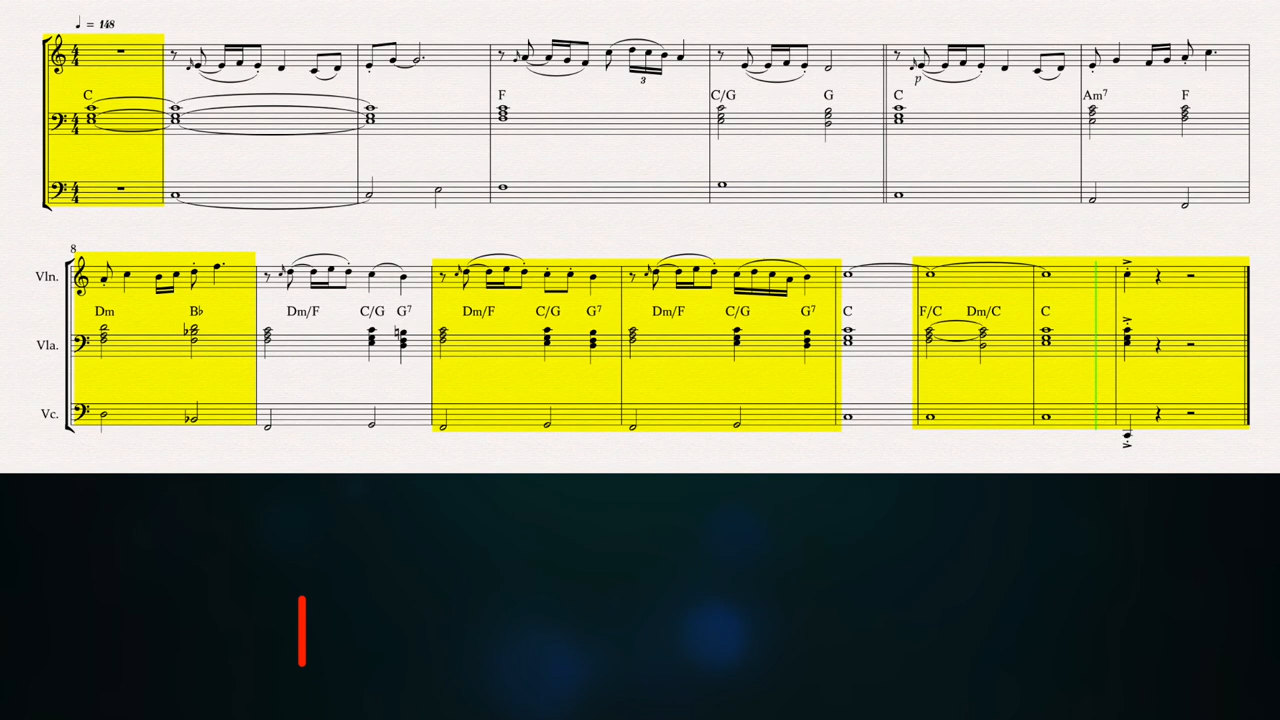 ♩ = 148
p
3
C F C/G G C Am⁷ F
8
Vln.
Dm B♭ Dm/F C/G G⁷ Dm/F C/G G⁷ Dm/F C/G G⁷ C F/C Dm/C C
Vla.
Vc.